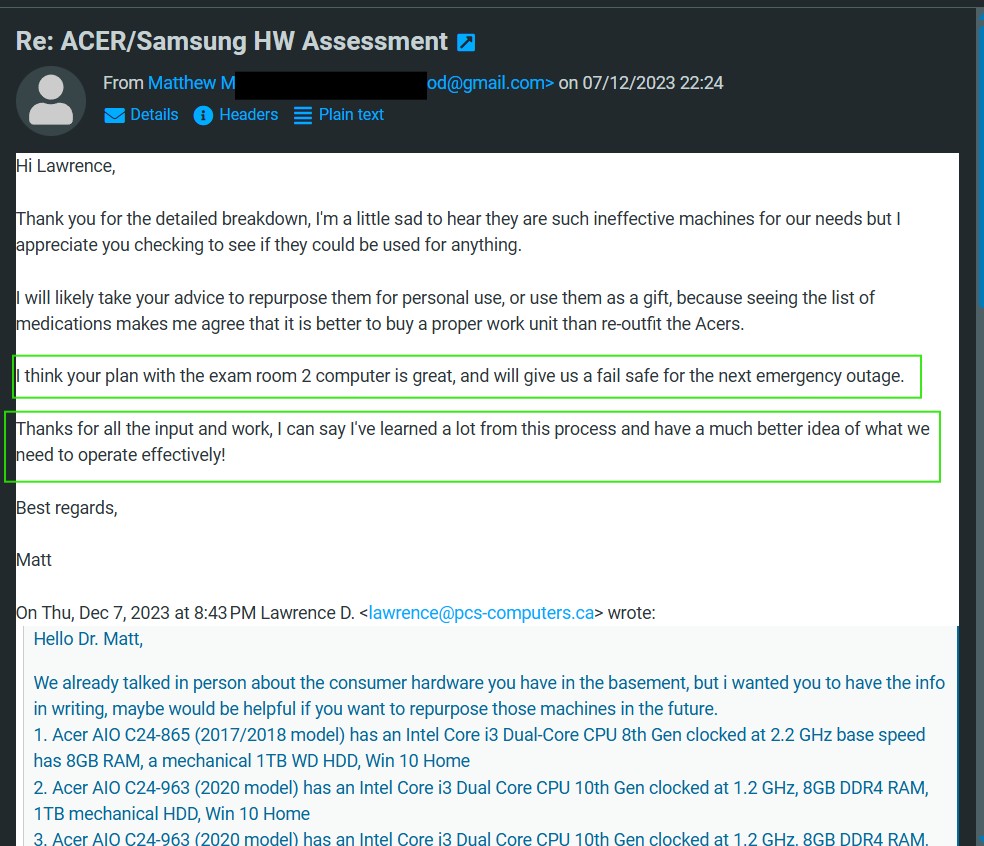 Re: ACER/Samsung HW Assessment
From Matthew M od@gmail.com> on 07/12/2023 22:24
Details Headers Plain text
Hi Lawrence,
Thank you for the detailed breakdown, I'm a little sad to hear they are such ineffective machines for our needs but I
appreciate you checking to see if they could be used for anything.
I will likely take your advice to repurpose them for personal use, or use them as a gift, because seeing the list of
medications makes me agree that it is better to buy a proper work unit than re-outfit the Acers.
I think your plan with the exam room 2 computer is great, and will give us a fail safe for the next emergency outage.
Thanks for all the input and work, I can say I've learned a lot from this process and have a much better idea of what we
need to operate effectively!
Best regards,
Matt
On Thu, Dec 7, 2023 at 8:43 PM Lawrence D. <lawrence@pcs-computers.ca> wrote:
Hello Dr. Matt,
We already talked in person about the consumer hardware you have in the basement, but i wanted you to have the info
in writing, maybe would be helpful if you want to repurpose those machines in the future.
1. Acer AIO C24-865 (2017/2018 model) has an Intel Core i3 Dual-Core CPU 8th Gen clocked at 2.2 GHz base speed
has 8GB RAM, a mechanical 1TB WD HDD, Win 10 Home
2. Acer AIO C24-963 (2020 model) has an Intel Core i3 Dual Core CPU 10th Gen clocked at 1.2 GHz, 8GB DDR4 RAM,
1TB mechanical HDD, Win 10 Home
3. Acer AIO C24-963 (2020 model) has an Intel Core i3 Dual Core CPU 10th Gen clocked at 1.2 GHz, 8GB DDR4 RAM,